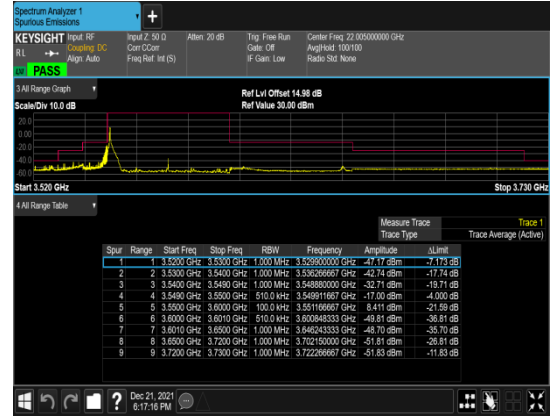 Spectrum Analyzer 1
Spurious Emissions
KEYSIGHT Input: RF Input Z: 50 Ω Atten: 20 dB Trig: Free Run Center Freq: 22.005000000 GHz
RL Coupling: DC Corr CCorr Gate: Off Avg|Hold: 100/100
Align: Auto Freq Ref: Int (S) IF Gain: Low Radio Std: None
PASS
3 All Range Graph
Ref Lvl Offset 14.98 dB
Scale/Div 10.0 dB Ref Value 30.00 dBm
20.0
0.00
-20.0
-40.0
-60.0
Start 3.520 GHz Stop 3.730 GHz
4 All Range Table
Measure Trace Trace 1
Trace Type Trace Average (Active)
Spur Range Start Freq Stop Freq RBW Frequency Amplitude ΔLimit
1 1 3.5200 GHz 3.5300 GHz 1.000 MHz 3.529900000 GHz -47.17 dBm -7.173 dB
2 2 3.5300 GHz 3.5400 GHz 1.000 MHz 3.536266667 GHz -42.74 dBm -17.74 dB
3 3 3.5400 GHz 3.5490 GHz 1.000 MHz 3.548880000 GHz -32.71 dBm -19.71 dB
4 4 3.5490 GHz 3.5500 GHz 510.0 kHz 3.549911667 GHz -17.00 dBm -4.000 dB
5 5 3.5500 GHz 3.6000 GHz 100.0 kHz 3.551166667 GHz 8.411 dBm -21.59 dB
6 6 3.6000 GHz 3.6010 GHz 510.0 kHz 3.600848333 GHz -49.81 dBm -36.81 dB
7 7 3.6010 GHz 3.6500 GHz 1.000 MHz 3.646243333 GHz -48.70 dBm -35.70 dB
8 8 3.6500 GHz 3.7200 GHz 1.000 MHz 3.702150000 GHz -51.81 dBm -26.81 dB
9 9 3.7200 GHz 3.7300 GHz 1.000 MHz 3.722266667 GHz -51.83 dBm -11.83 dB
Dec 21, 2021
6:17:16 PM